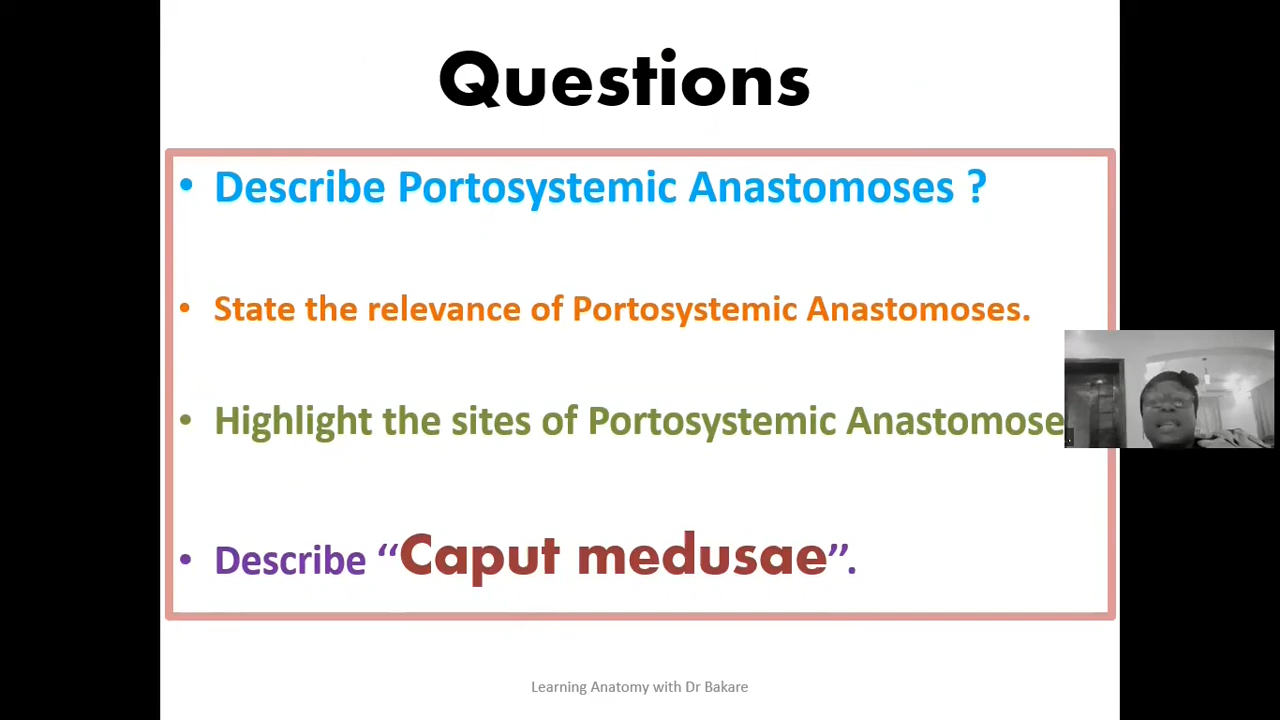 Questions
• Describe Portosystemic Anastomoses ?
• State the relevance of Portosystemic Anastomoses.
• Highlight the sites of Portosystemic Anastomose
• Describe “Caput medusae”.
Learning Anatomy with Dr Bakare